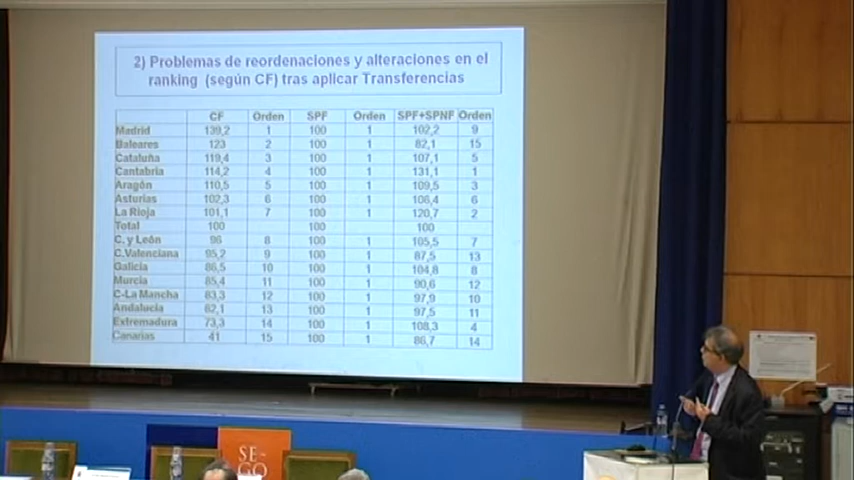 2) Problemas de reordenaciones y alteraciones en el
ranking (según CF) tras aplicar Transferencias
CF Orden SPF Orden SPF+SPNF Orden
Madrid 139,2 1 100 1 102,2 9
Baleares 123 2 100 1 82,1 15
Cataluña 119,4 3 100 1 107,1 5
Cantabria 114,2 4 100 1 131,1 1
Aragón 110,5 5 100 1 109,5 3
Asturias 102,3 6 100 1 106,4 6
La Rioja 101,1 7 100 1 120,7 2
Total 100 100 100
C. y León 96 8 100 1 105,5 7
C.Valenciana 95,2 9 100 1 87,5 13
Galicia 86,5 10 100 1 104,8 8
Murcia 85,4 11 100 1 90,6 12
C-La Mancha 83,3 12 100 1 97,9 10
Andalucía 82,1 13 100 1 97,5 11
Extremadura 73,3 14 100 1 108,3 4
Canarias 41 15 100 1 86,7 14
SE-
GO